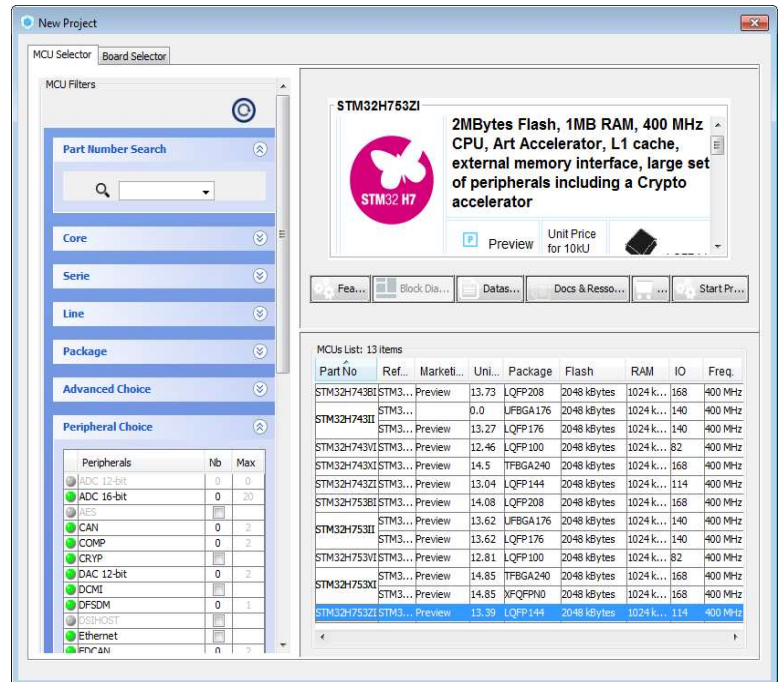 New Project
MCU Selector Board Selector
MCU Filters
Part Number Search
Core
Serie
Line
Package
Advanced Choice
Peripheral Choice
Peripherals Nb Max
ADC 12-bit 0 0
ADC 16-bit 0 20
AES
CAN 0 2
COMP 0 2
CRYP
DAC 12-bit 0 2
DCMI
DFSDM 0 1
DSIHOST
Ethernet
FDCAN 0 2
STM32H753ZI
STM32 H7
2MBytes Flash, 1MB RAM, 400 MHz
CPU, Art Accelerator, L1 cache,
external memory interface, large set
of peripherals including a Crypto
accelerator
P Preview
Unit Price
for 10kU
Fea... Block Dia... Datas... Docs & Resso... ... Start Pr...
MCUs List: 13 items
Part No Ref... Marketi... Uni... Package Flash RAM IO Freq.
STM32H743BI STM3... Preview 13.73 LQFP208 2048 kBytes 1024 k... 168 400 MHz
STM32H743II STM3... 0.0 UFBGA176 2048 kBytes 1024 k... 140 400 MHz
STM3... Preview 13.27 LQFP176 2048 kBytes 1024 k... 140 400 MHz
STM32H743VI STM3... Preview 12.46 LQFP100 2048 kBytes 1024 k... 82 400 MHz
STM32H743XI STM3... Preview 14.5 TFBGA240 2048 kBytes 1024 k... 168 400 MHz
STM32H743ZI STM3... Preview 13.04 LQFP144 2048 kBytes 1024 k... 114 400 MHz
STM32H753BI STM3... Preview 14.08 LQFP208 2048 kBytes 1024 k... 168 400 MHz
STM32H753II STM3... Preview 13.62 UFBGA176 2048 kBytes 1024 k... 140 400 MHz
STM3... Preview 13.62 LQFP176 2048 kBytes 1024 k... 140 400 MHz
STM32H753VI STM3... Preview 12.81 LQFP100 2048 kBytes 1024 k... 82 400 MHz
STM32H753XI STM3... Preview 14.85 TFBGA240 2048 kBytes 1024 k... 168 400 MHz
STM3... Preview 14.85 XFQFPN0 2048 kBytes 1024 k... 168 400 MHz
STM32H753ZI STM3... Preview 13.39 LQFP144 2048 kBytes 1024 k... 114 400 MHz